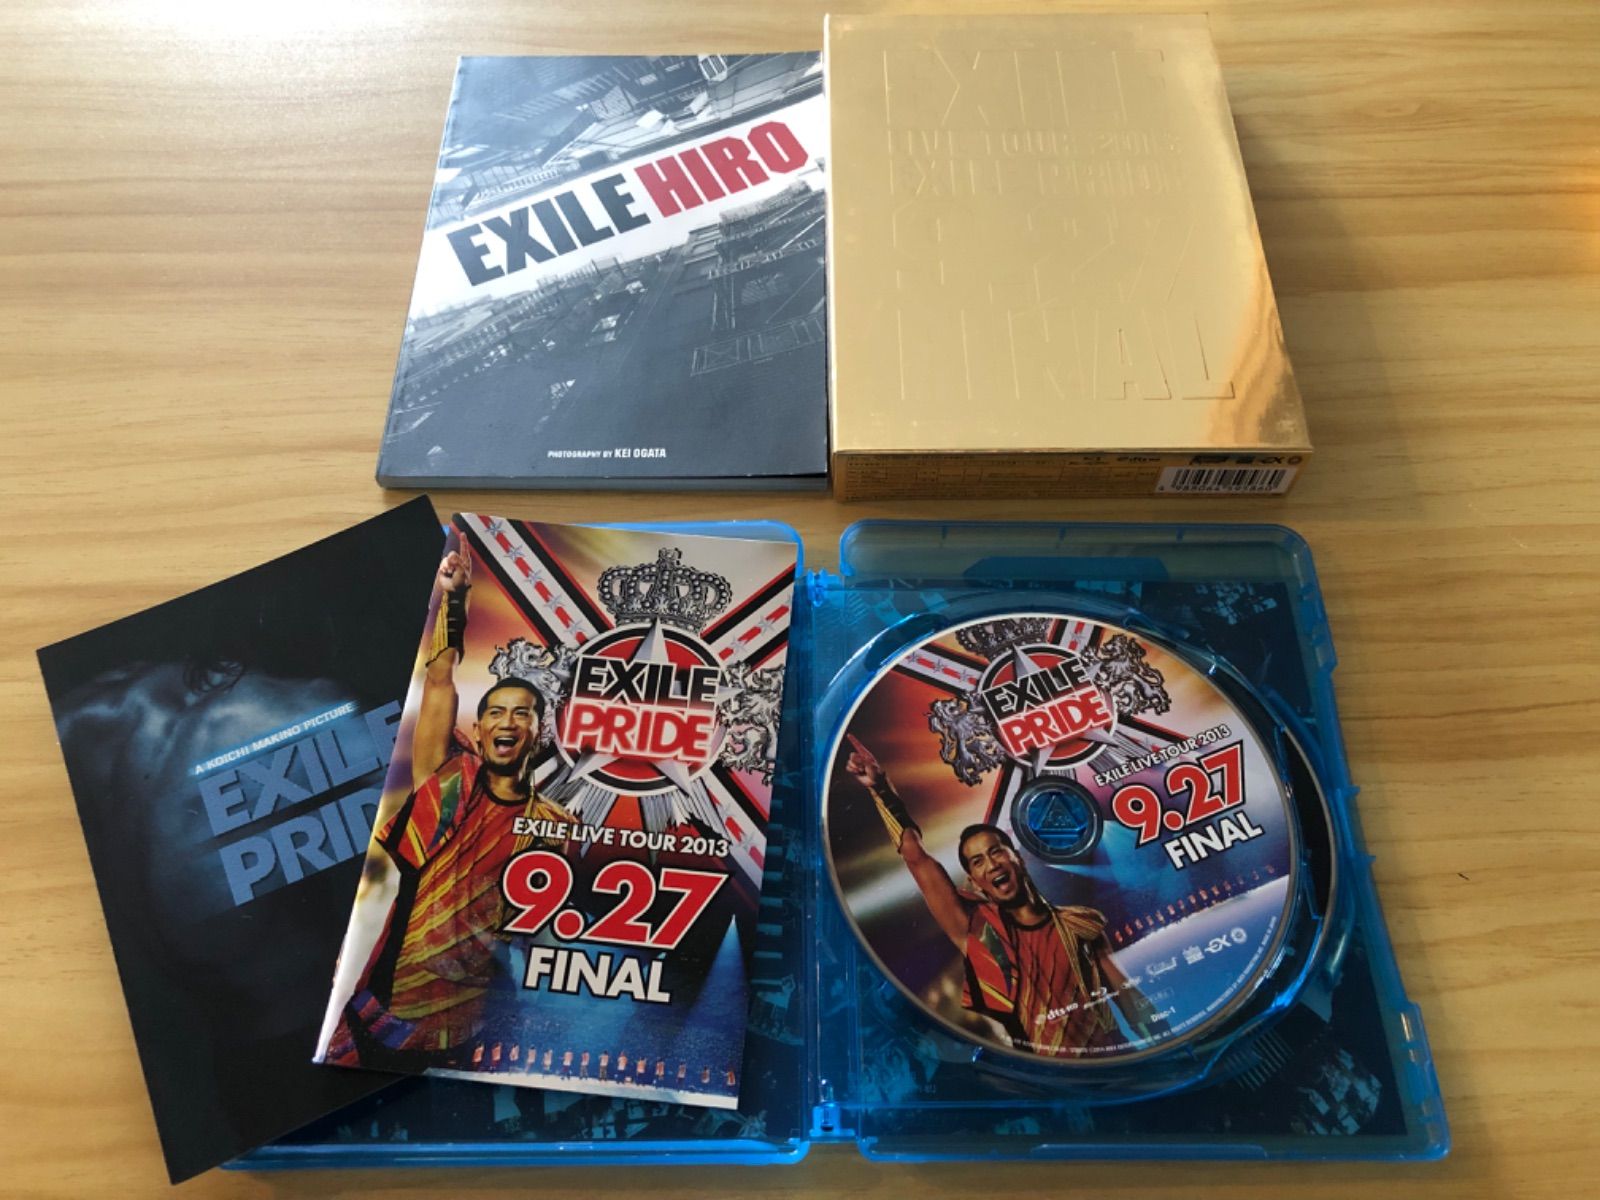 EXILE HIRO
PHOTOGRAPHY BY KEI OGATA
EXILE
LIVE TOUR 2013
EXILE PRIDE
9.27
FINAL
A KOICHI MAKINO PICTURE
EXILE
PRIDE
EXILE
PRIDE
EXILE LIVE TOUR 2013
9.27
FINAL
EXILE
PRIDE
EXILE LIVE TOUR 2013
9.27
FINAL
Disc-1